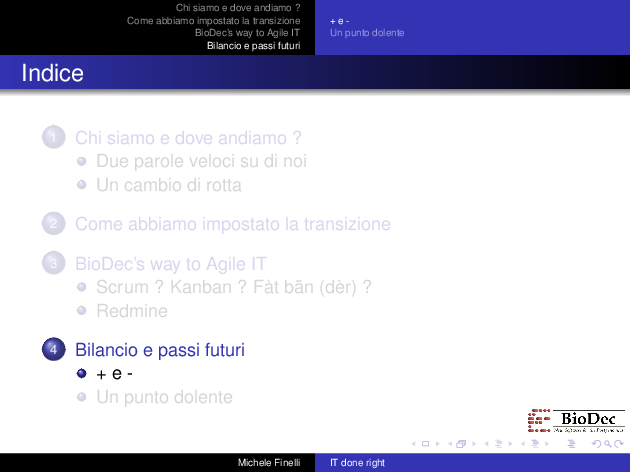 Chi siamo e dove andiamo ?
Come abbiamo impostato la transizione
BioDec's way to Agile IT
Bilancio e passi futuri
+ e -
Un punto dolente
Indice
1 Chi siamo e dove andiamo ?
Due parole veloci su di noi
Un cambio di rotta
2 Come abbiamo impostato la transizione
3 BioDec's way to Agile IT
Scrum ? Kanban ? Fàt bän (dèr) ?
Redmine
4 Bilancio e passi futuri
+ e -
Un punto dolente
BioDec
Michele Finelli
IT done right